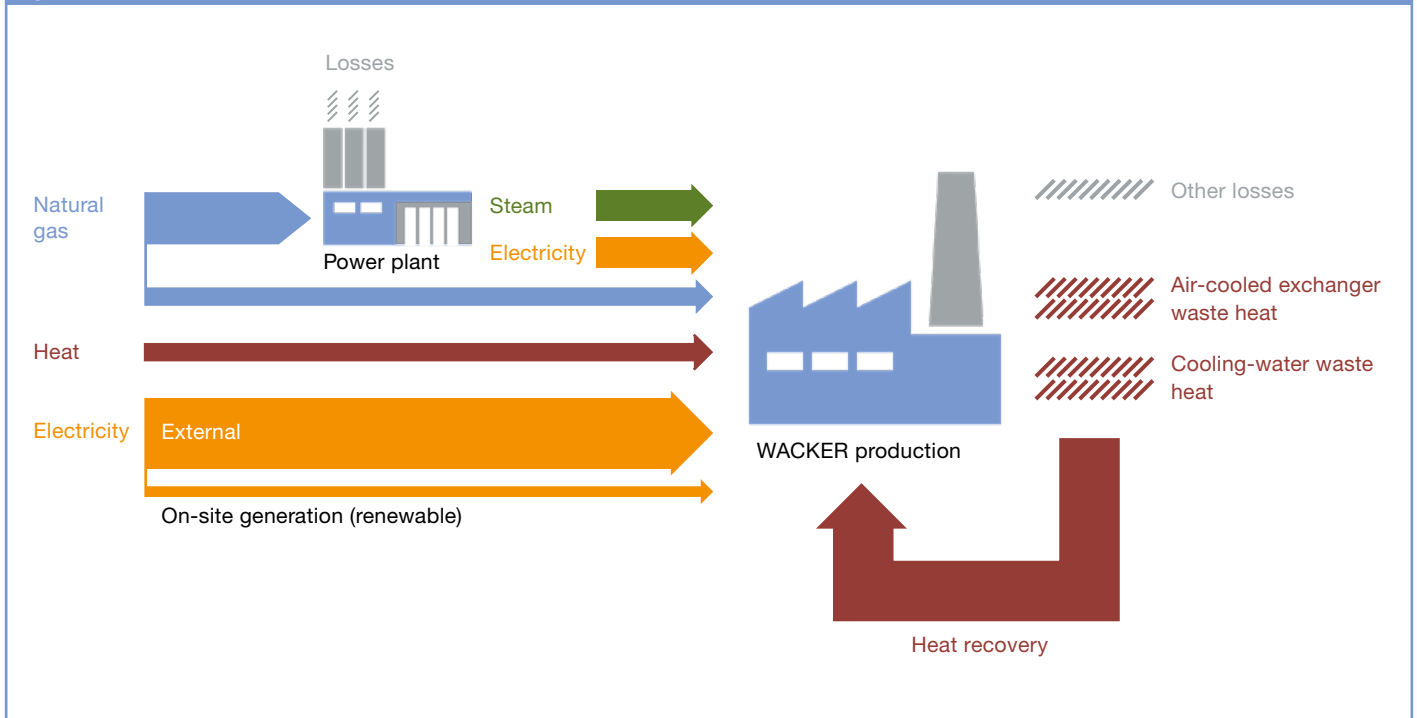 Losses
Natural
gas
Steam
Electricity
Power plant
Heat
Electricity
External
On-site generation (renewable)
WACKER production
Other losses
Air-cooled exchanger
waste heat
Cooling-water waste
heat
Heat recovery